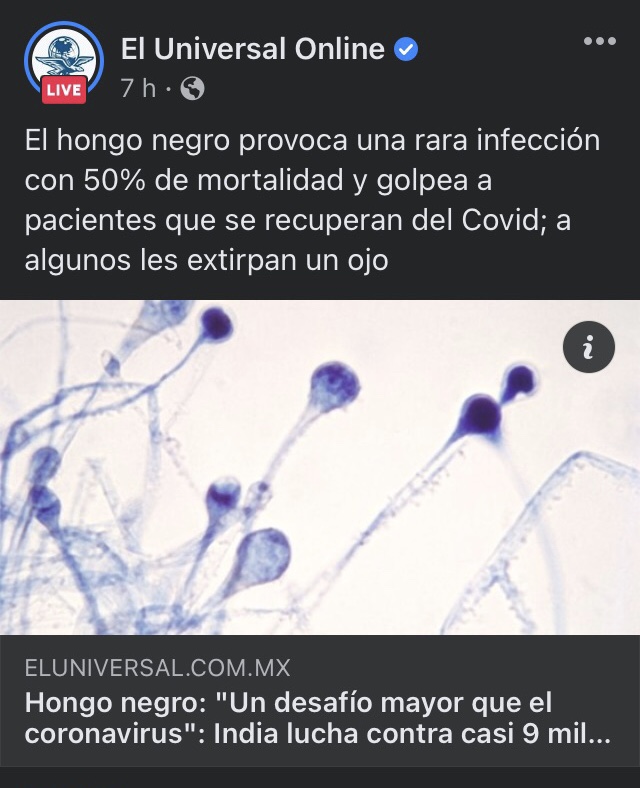 El Universal Online
LIVE
7 h ·
El hongo negro provoca una rara infección
con 50% de mortalidad y golpea a
pacientes que se recuperan del Covid; a
algunos les extirpan un ojo
i
ELUNIVERSAL.COM.MX
Hongo negro: "Un desafío mayor que el
coronavirus": India lucha contra casi 9 mil...